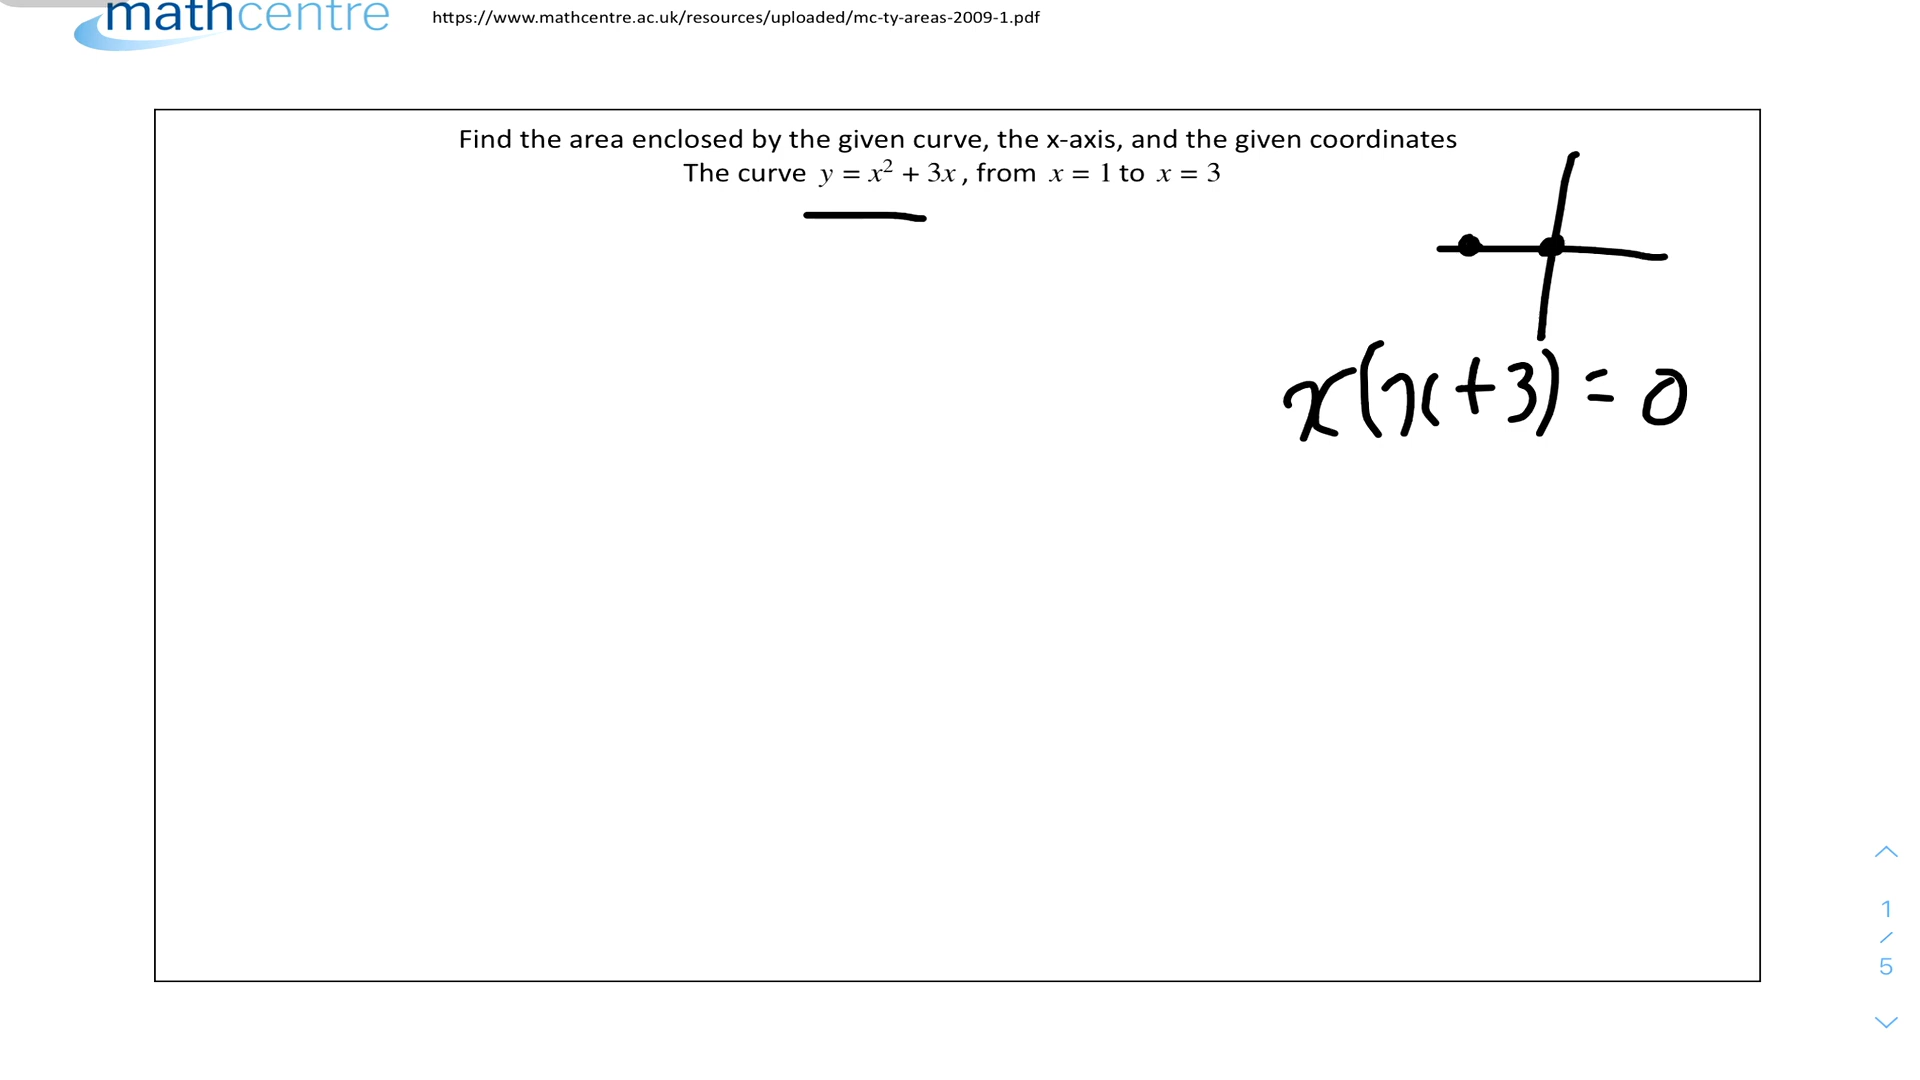 mathcentre
https://www.mathcentre.ac.uk/resources/uploaded/mc-ty-areas-2009-1.pdf
Find the area enclosed by the given curve, the x-axis, and the given coordinates
The curve y = x² + 3x, from x = 1 to x = 3
x(x+3) = 0
1
/
5